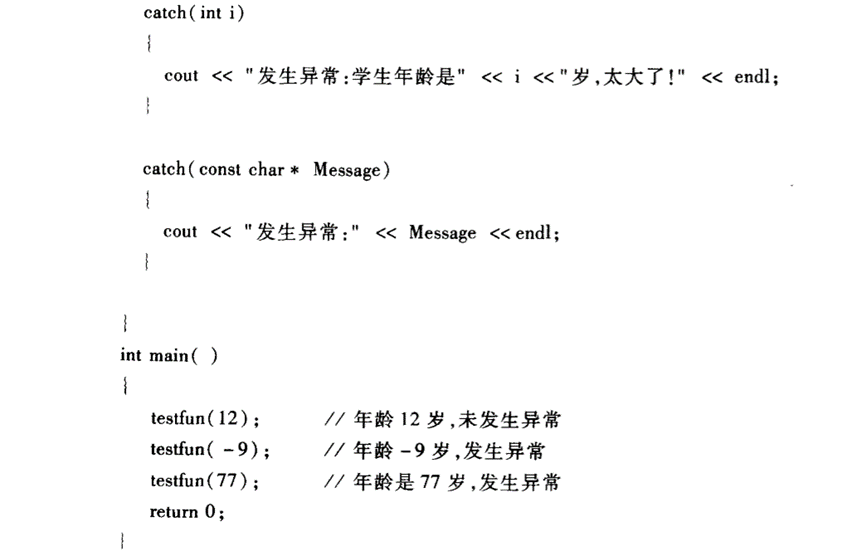 catch(int i)
{
cout << "发生异常:学生年龄是" << i <<"岁,太大了!" << endl;
}
catch(const char* Message)
{
cout << "发生异常:" << Message <<endl;
}
}
int main( )
{
testfun(12); // 年龄 12 岁,未发生异常
testfun( -9); // 年龄 -9 岁,发生异常
testfun(77); // 年龄是 77 岁,发生异常
return 0;
}